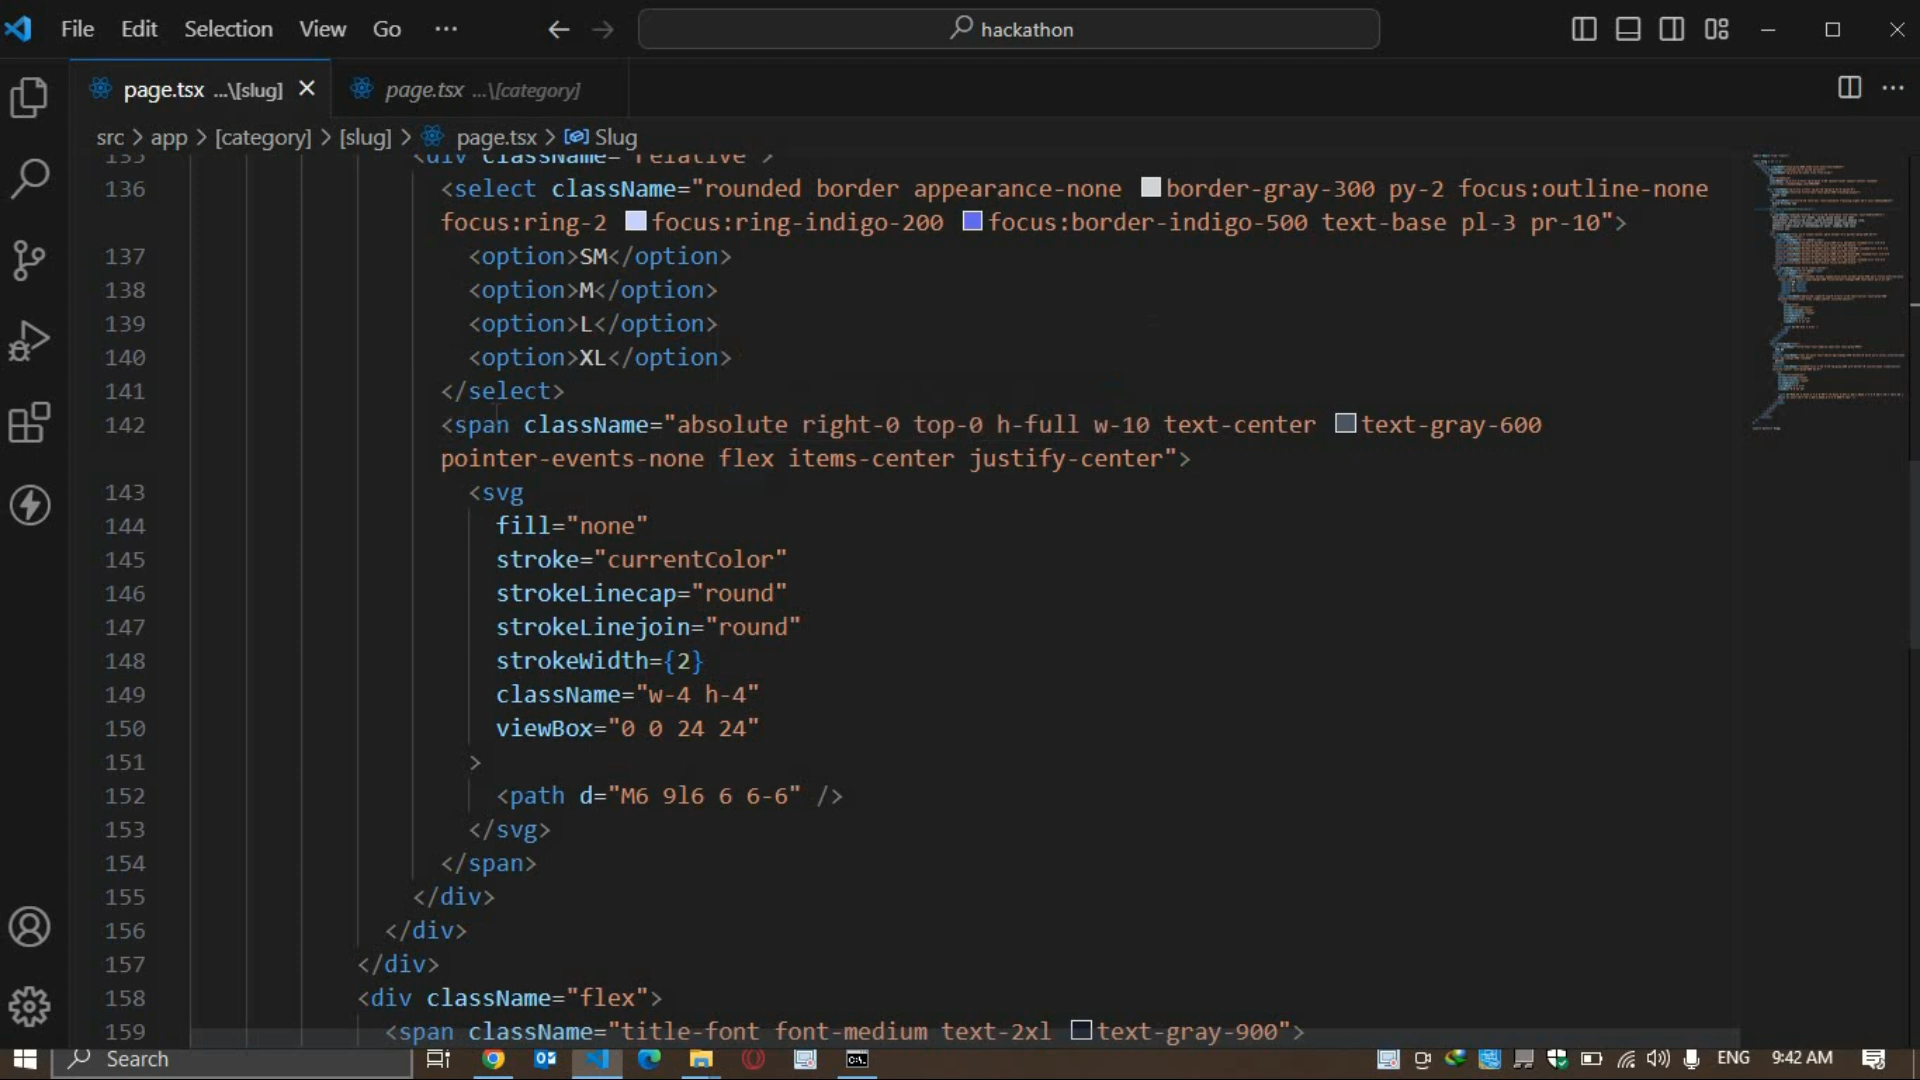 File Edit Selection View Go ··· hackathon
page.tsx ...\[slug] page.tsx ...\[category]
src > app > [category] > [slug] > page.tsx > Slug
135 <div className="relative">
136 <select className="rounded border appearance-none border-gray-300 py-2 focus:outline-none
focus:ring-2 focus:ring-indigo-200 focus:border-indigo-500 text-base pl-3 pr-10">
137 <option>SM</option>
138 <option>M</option>
139 <option>L</option>
140 <option>XL</option>
141 </select>
142 <span className="absolute right-0 top-0 h-full w-10 text-center text-gray-600
pointer-events-none flex items-center justify-center">
143 <svg
144 fill="none"
145 stroke="currentColor"
146 strokeLinecap="round"
147 strokeLinejoin="round"
148 strokeWidth={2}
149 className="w-4 h-4"
150 viewBox="0 0 24 24"
151 >
152 <path d="M6 9l6 6 6-6" />
153 </svg>
154 </span>
155 </div>
156 </div>
157 </div>
158 <div className="flex">
159 <span className="title-font font-medium text-2xl text-gray-900">
Search ENG 9:42 AM